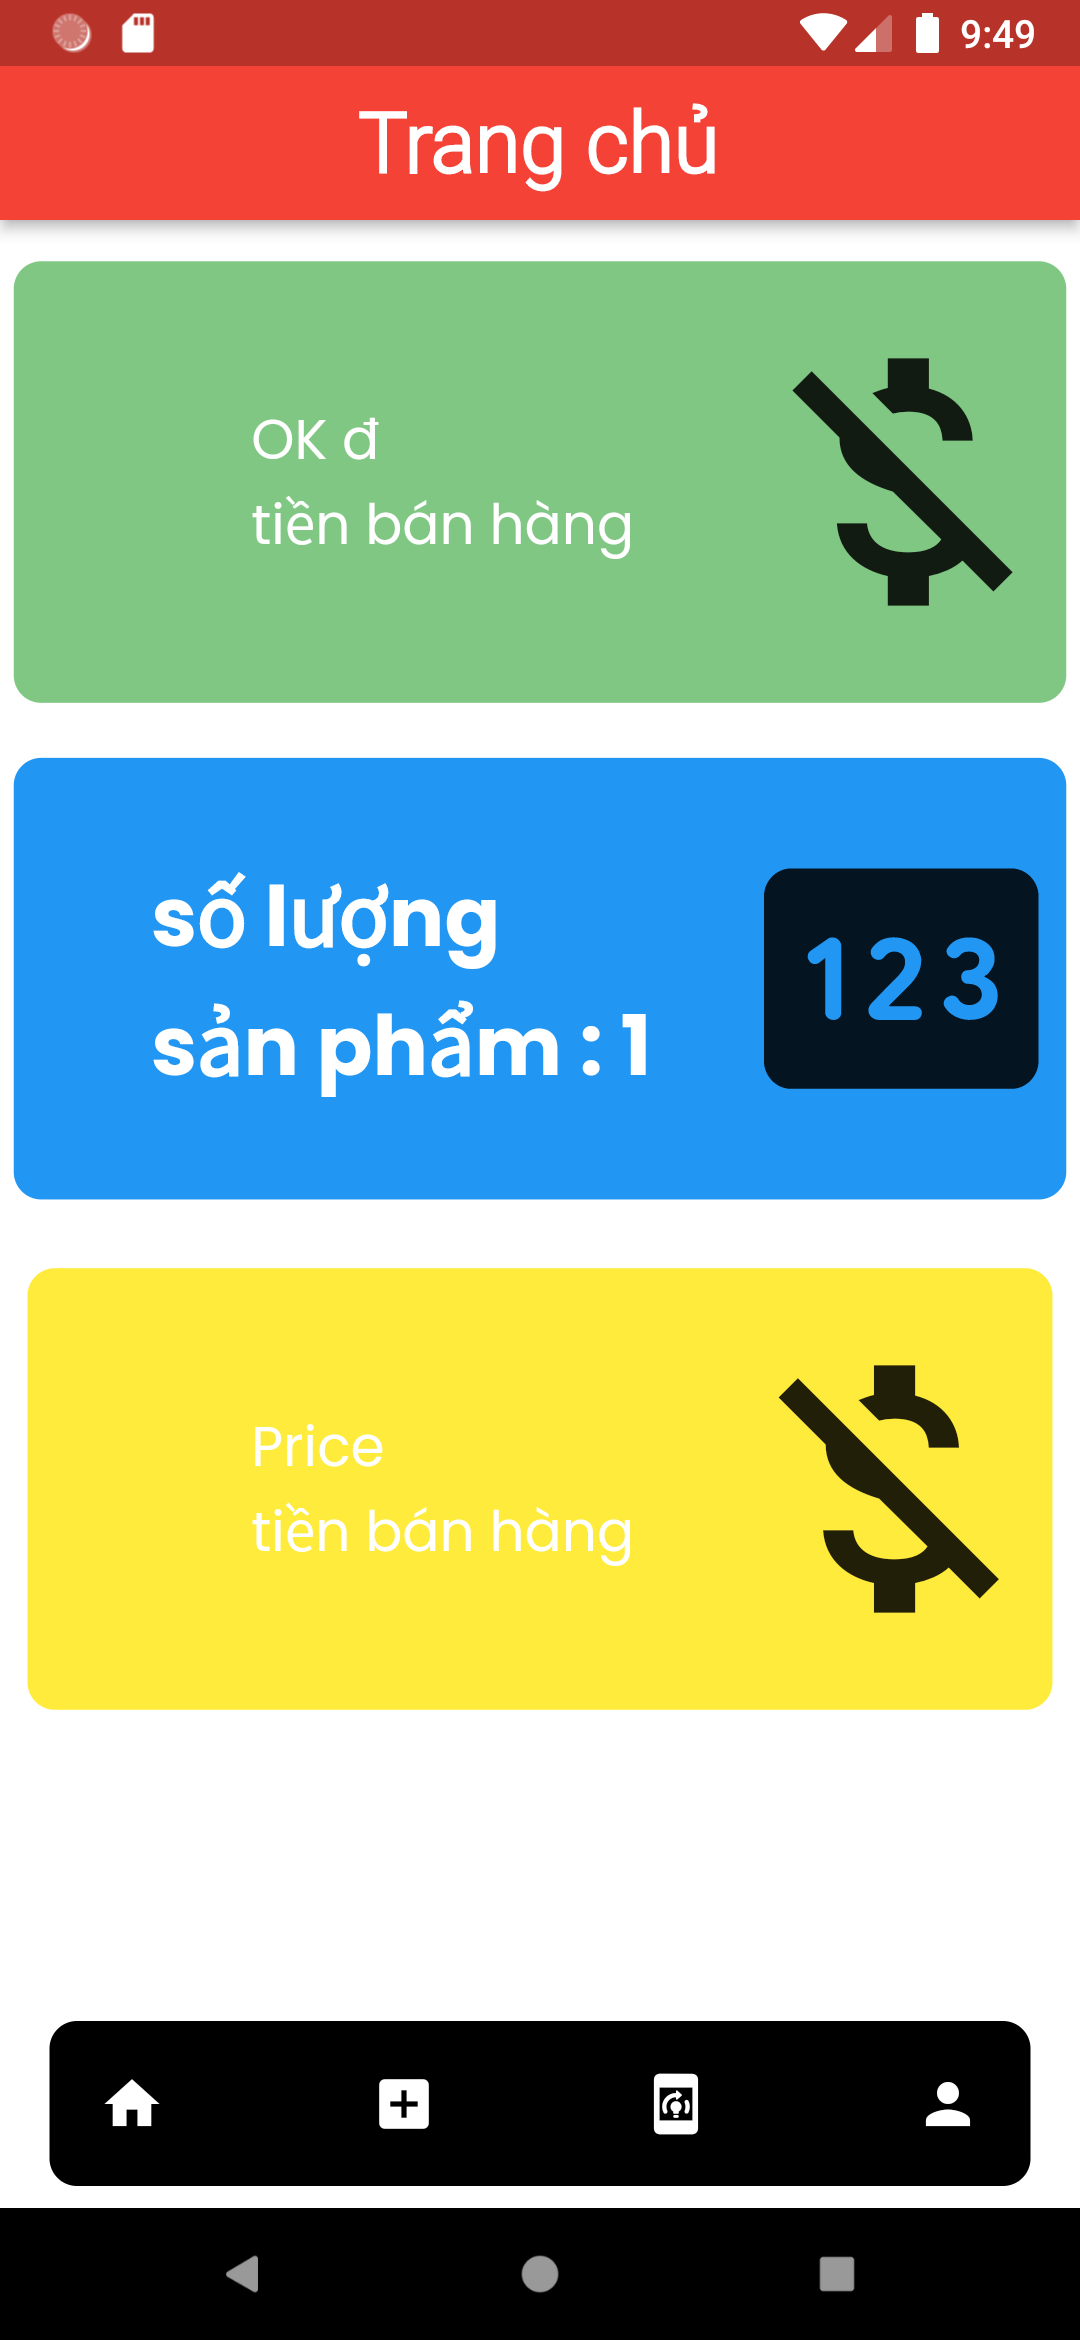 9:49
Trang chủ
OK đ
tiền bán hàng
số lượng
sản phẩm : 1
123
Price
tiền bán hàng